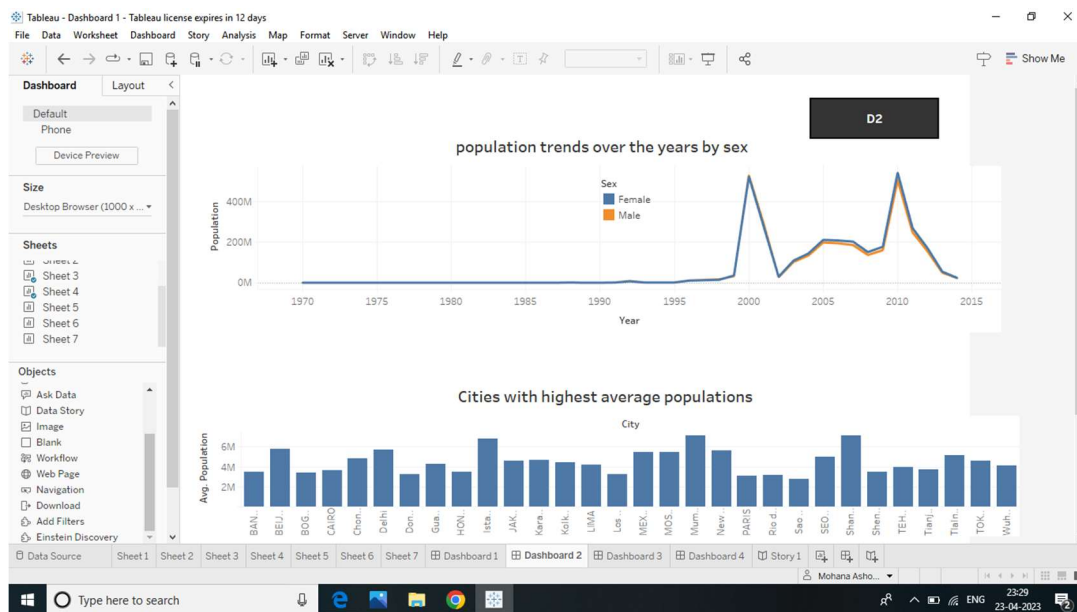 Tableau - Dashboard 1 - Tableau license expires in 12 days
File Data Worksheet Dashboard Story Analysis Map Format Server Window Help
Show Me
Dashboard Layout
Default
Phone
Device Preview
Size
Desktop Browser (1000 x ...
Sheets
Sheet 3
Sheet 4
Sheet 5
Sheet 6
Sheet 7
Objects
Ask Data
Data Story
Image
Blank
Workflow
Web Page
Navigation
Download
Add Filters
Einstein Discovery
D2
population trends over the years by sex
Sex
Female
Male
Population
400M
200M
0M
1970 1975 1980 1985 1990 1995 2000 2005 2010 2015
Year
Cities with highest average populations
City
Avg. Population
6M
4M
2M
BAN.. BEIJ.. BOG.. CAIRO Chon.. Delhi Don.. Gua.. HON.. Ista.. JAK.. Kara.. Kolk.. LIMA Los .. MEX.. MOS.. Mum.. New .. PARIS Rio d.. Sao .. SEO.. Shan.. Shen.. TEH.. Tianj.. TOK.. Wuh..
Data Source Sheet 1 Sheet 2 Sheet 3 Sheet 4 Sheet 5 Sheet 6 Sheet 7 Dashboard 1 Dashboard 2 Dashboard 3 Dashboard 4 Story 1
Mohana Asho...
Type here to search
ENG
23:29
23-04-2023
2